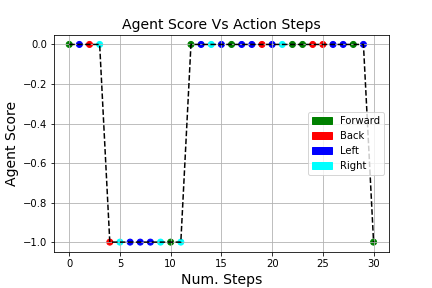 Agent Score Vs Action Steps
0.0
−0.2
−0.4
−0.6
−0.8
−1.0
Agent Score
Forward
Back
Left
Right
0 5 10 15 20 25 30
Num. Steps